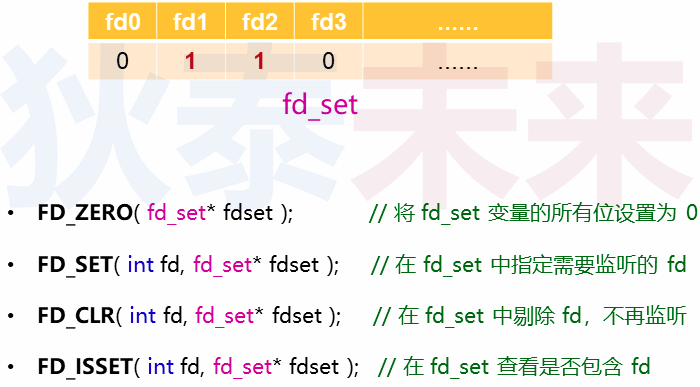 fd0 fd1 fd2 fd3 ……
0 1 1 0 ……
fd_set
狄泰未来
• FD_ZERO( fd_set* fdset ); // 将 fd_set 变量的所有位设置为 0
• FD_SET( int fd, fd_set* fdset ); // 在 fd_set 中指定需要监听的 fd
• FD_CLR( int fd, fd_set* fdset ); // 在 fd_set 中剔除 fd，不再监听
• FD_ISSET( int fd, fd_set* fdset ); // 在 fd_set 查看是否包含 fd